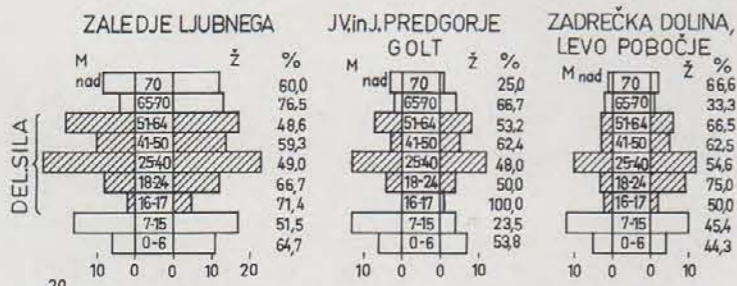 ZALEDJE LJUBNEGA
JV.inJ. PREDGORJE GOLT
ZADREČKA DOLINA, LEVO POBOČJE
M Ž %
nad 70 60,0
65-70 76,5
51-64 48,6
41-50 59,3
25-40 49,0
18-24 66,7
16-17 71,4
7-15 51,5
0-6 64,7
10 0 0 10 20
DEL.SILA
M Ž %
nad 70 25,0
65-70 66,7
51-64 53,2
41-50 62,4
25-40 48,0
18-24 50,0
16-17 100,0
7-15 23,5
0-6 53,8
10 0 0 10
M nad 70 Ž % 66,6
65-70 33,3
51-64 66,5
41-50 62,5
25-40 54,6
18-24 75,0
16-17 50,0
7-15 45,4
0-6 44,3
10 0 0 10
20